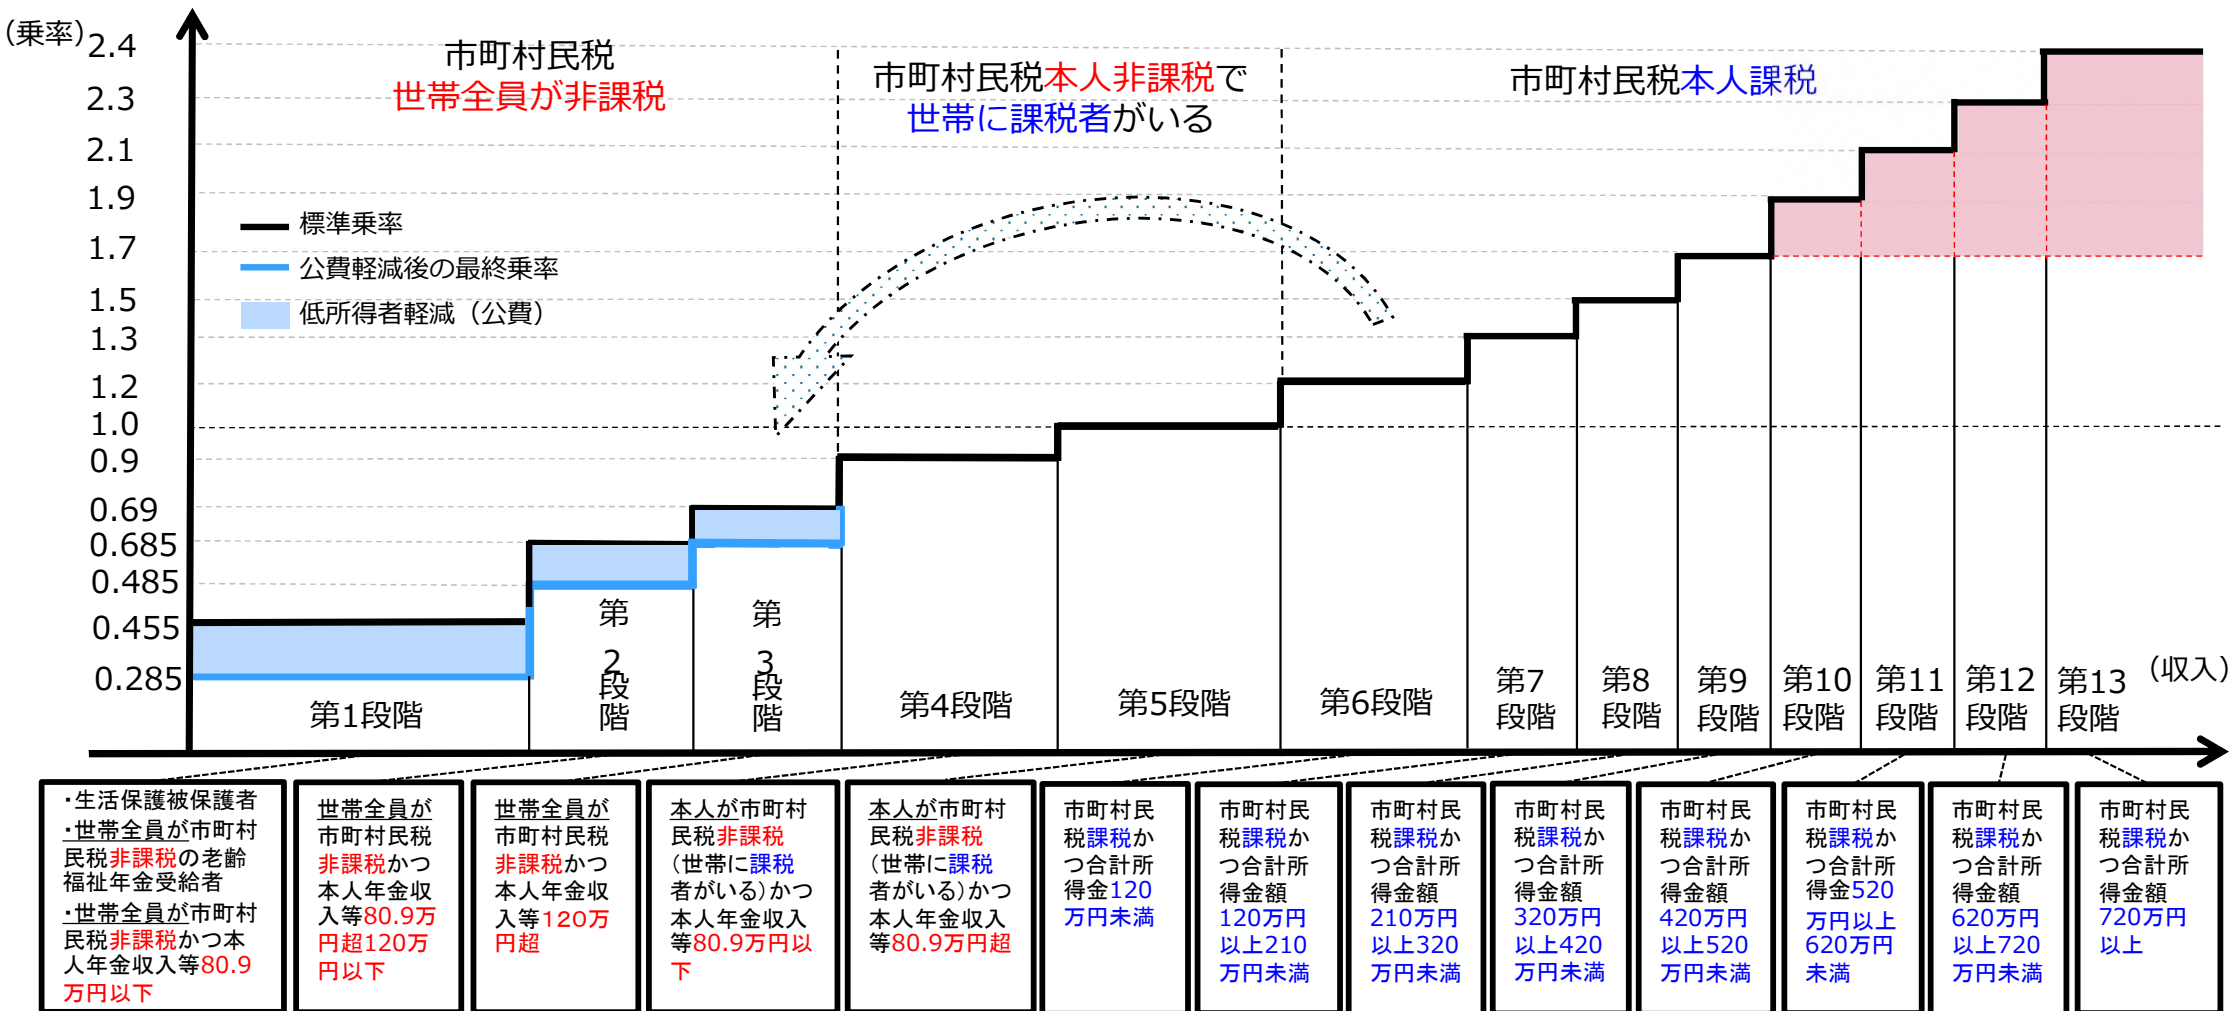 （乗率）
2.4
2.3
2.1
1.9
1.7
1.5
1.3
1.2
1.0
0.9
0.69
0.685
0.485
0.455
0.285
市町村民税
世帯全員が非課税
市町村民税本人非課税で
世帯に課税者がいる
市町村民税本人課税
標準乗率
公費軽減後の最終乗率
低所得者軽減（公費）
第1段階
第
2
段
階
第
3
段
階
第4段階
第5段階
第6段階
第7
段階
第8
段階
第9
段階
第10
段階
第11
段階
第12
段階
第13
段階
（収入）
・生活保護被保護者
・世帯全員が市町村
民税非課税の老齢
福祉年金受給者
・世帯全員が市町村
民税非課税かつ本
人年金収入等80.9
万円以下
世帯全員が
市町村民税
非課税かつ
本人年金収
入等80.9万
円超120万
円以下
世帯全員が
市町村民税
非課税かつ
本人年金収
入等１２０万
円超
本人が市町村
民税非課税
（世帯に課税
者がいる）かつ
本人年金収入
等80.9万円以
下
本人が市町村
民税非課税
（世帯に課税
者がいる）かつ
本人年金収入
等80.9万円超
市町村民
税課税か
つ合計所
得金120
万円未満
市町村民
税課税か
つ合計所
得金額
120万円
以上210
万円未満
市町村民
税課税か
つ合計所
得金額
210万円
以上320
万円未満
市町村民
税課税か
つ合計所
得金額
320万円
以上420
万円未満
市町村民
税課税か
つ合計所
得金額
420万円
以上520
万円未満
市町村民
税課税か
つ合計所
得金520
万円以上
620万円
未満
市町村民
税課税か
つ合計所
得金額
620万円
以上720
万円未満
市町村民
税課税か
つ合計所
得金額
720万円
以上